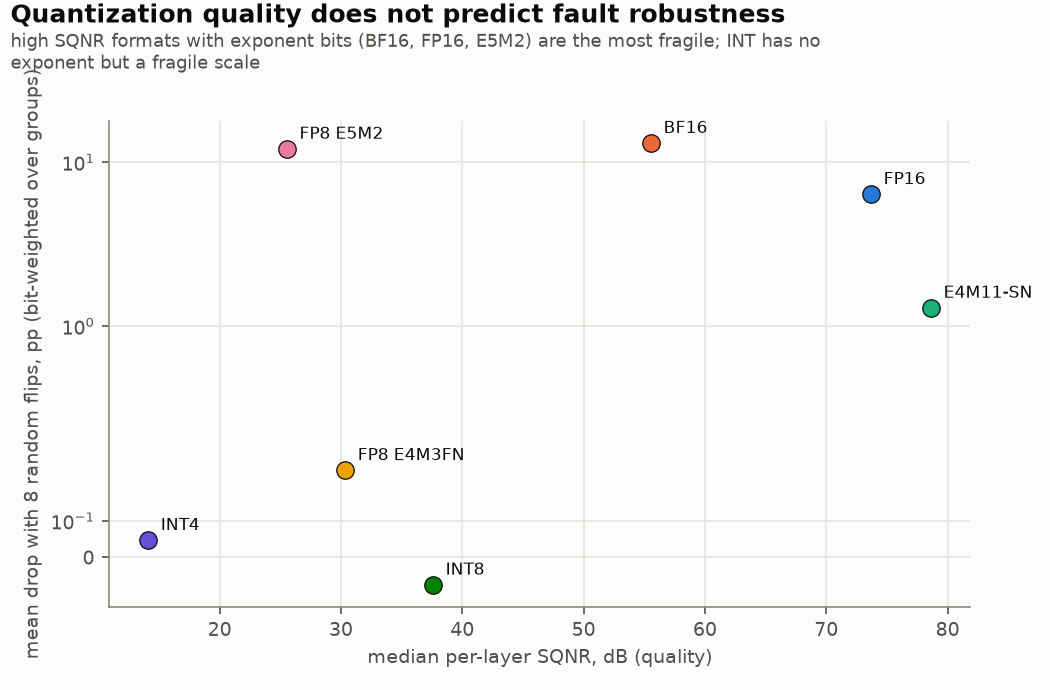 Quantization quality does not predict fault robustness
high SQNR formats with exponent bits (BF16, FP16, E5M2) are the most fragile; INT has no
exponent but a fragile scale
mean drop with 8 random flips, pp (bit-weighted over groups)
10¹
10⁰
10⁻¹
0
FP8 E5M2
BF16
FP16
E4M11-SN
FP8 E4M3FN
INT4
INT8
20 30 40 50 60 70 80
median per-layer SQNR, dB (quality)